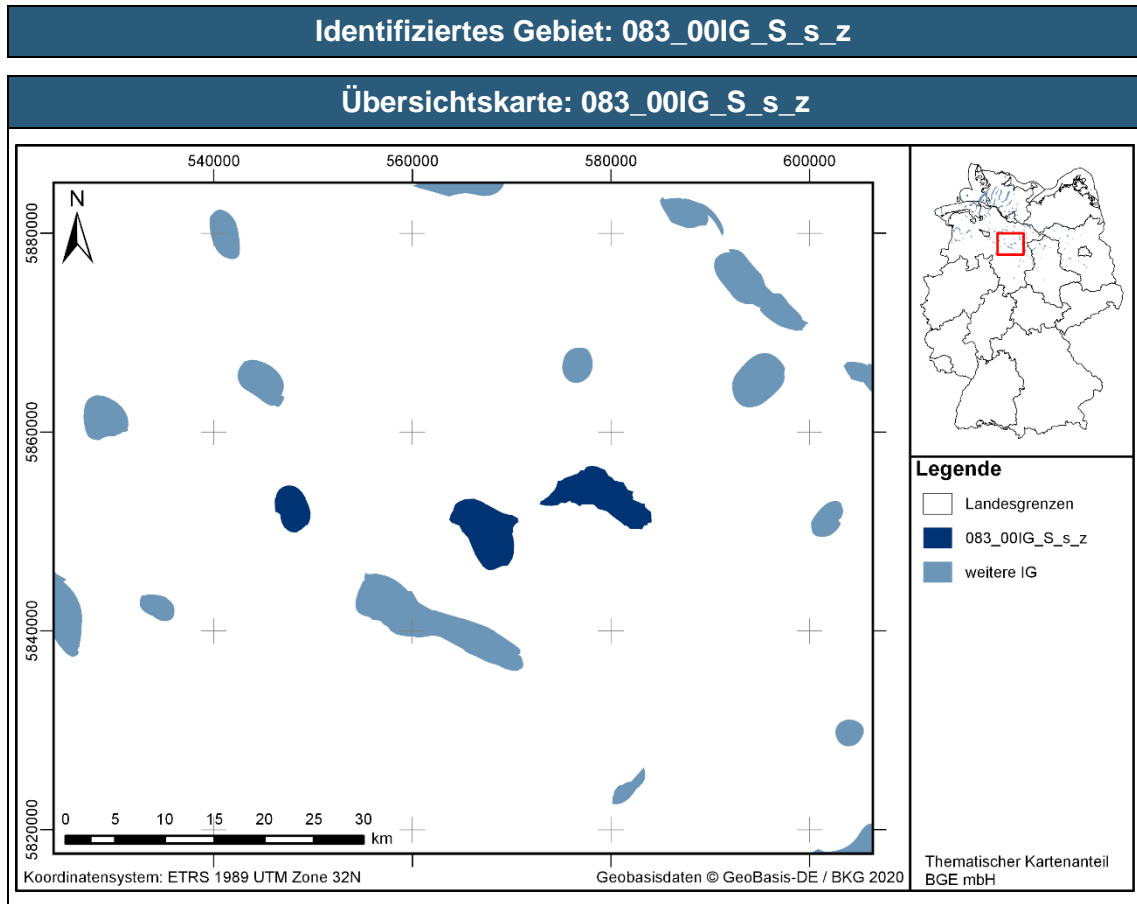 Identifiziertes Gebiet: 083_00IG_S_s_z
Übersichtskarte: 083_00IG_S_s_z
540000 560000 580000 600000
N
5880000
5860000
5840000
5820000
0 5 10 15 20 25 30
km
Koordinatensystem: ETRS 1989 UTM Zone 32N
Geobasisdaten © GeoBasis-DE / BKG 2020
Legende
Landesgrenzen
083_00IG_S_s_z
weitere IG
Thematischer Kartenanteil
BGE mbH